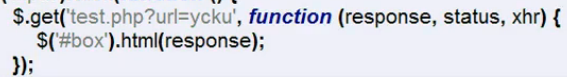 $.get('test.php?url=ycku', function (response, status, xhr) {
$('#box').html(response);
});